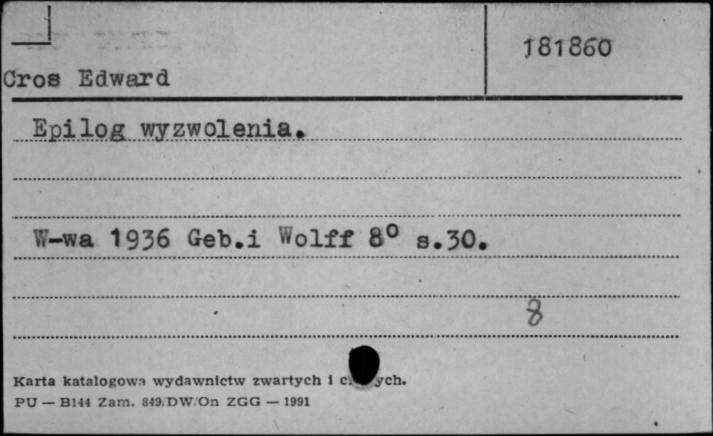 181860
Cros Edward
Epilog wyzwolenia.
W-wa 1936 Geb.i Wolff 8° s.30.
8
Karta katalogowa wydawnictw zwartych i
PU — B144 Zam. 849/DW/On ZGG — 1991